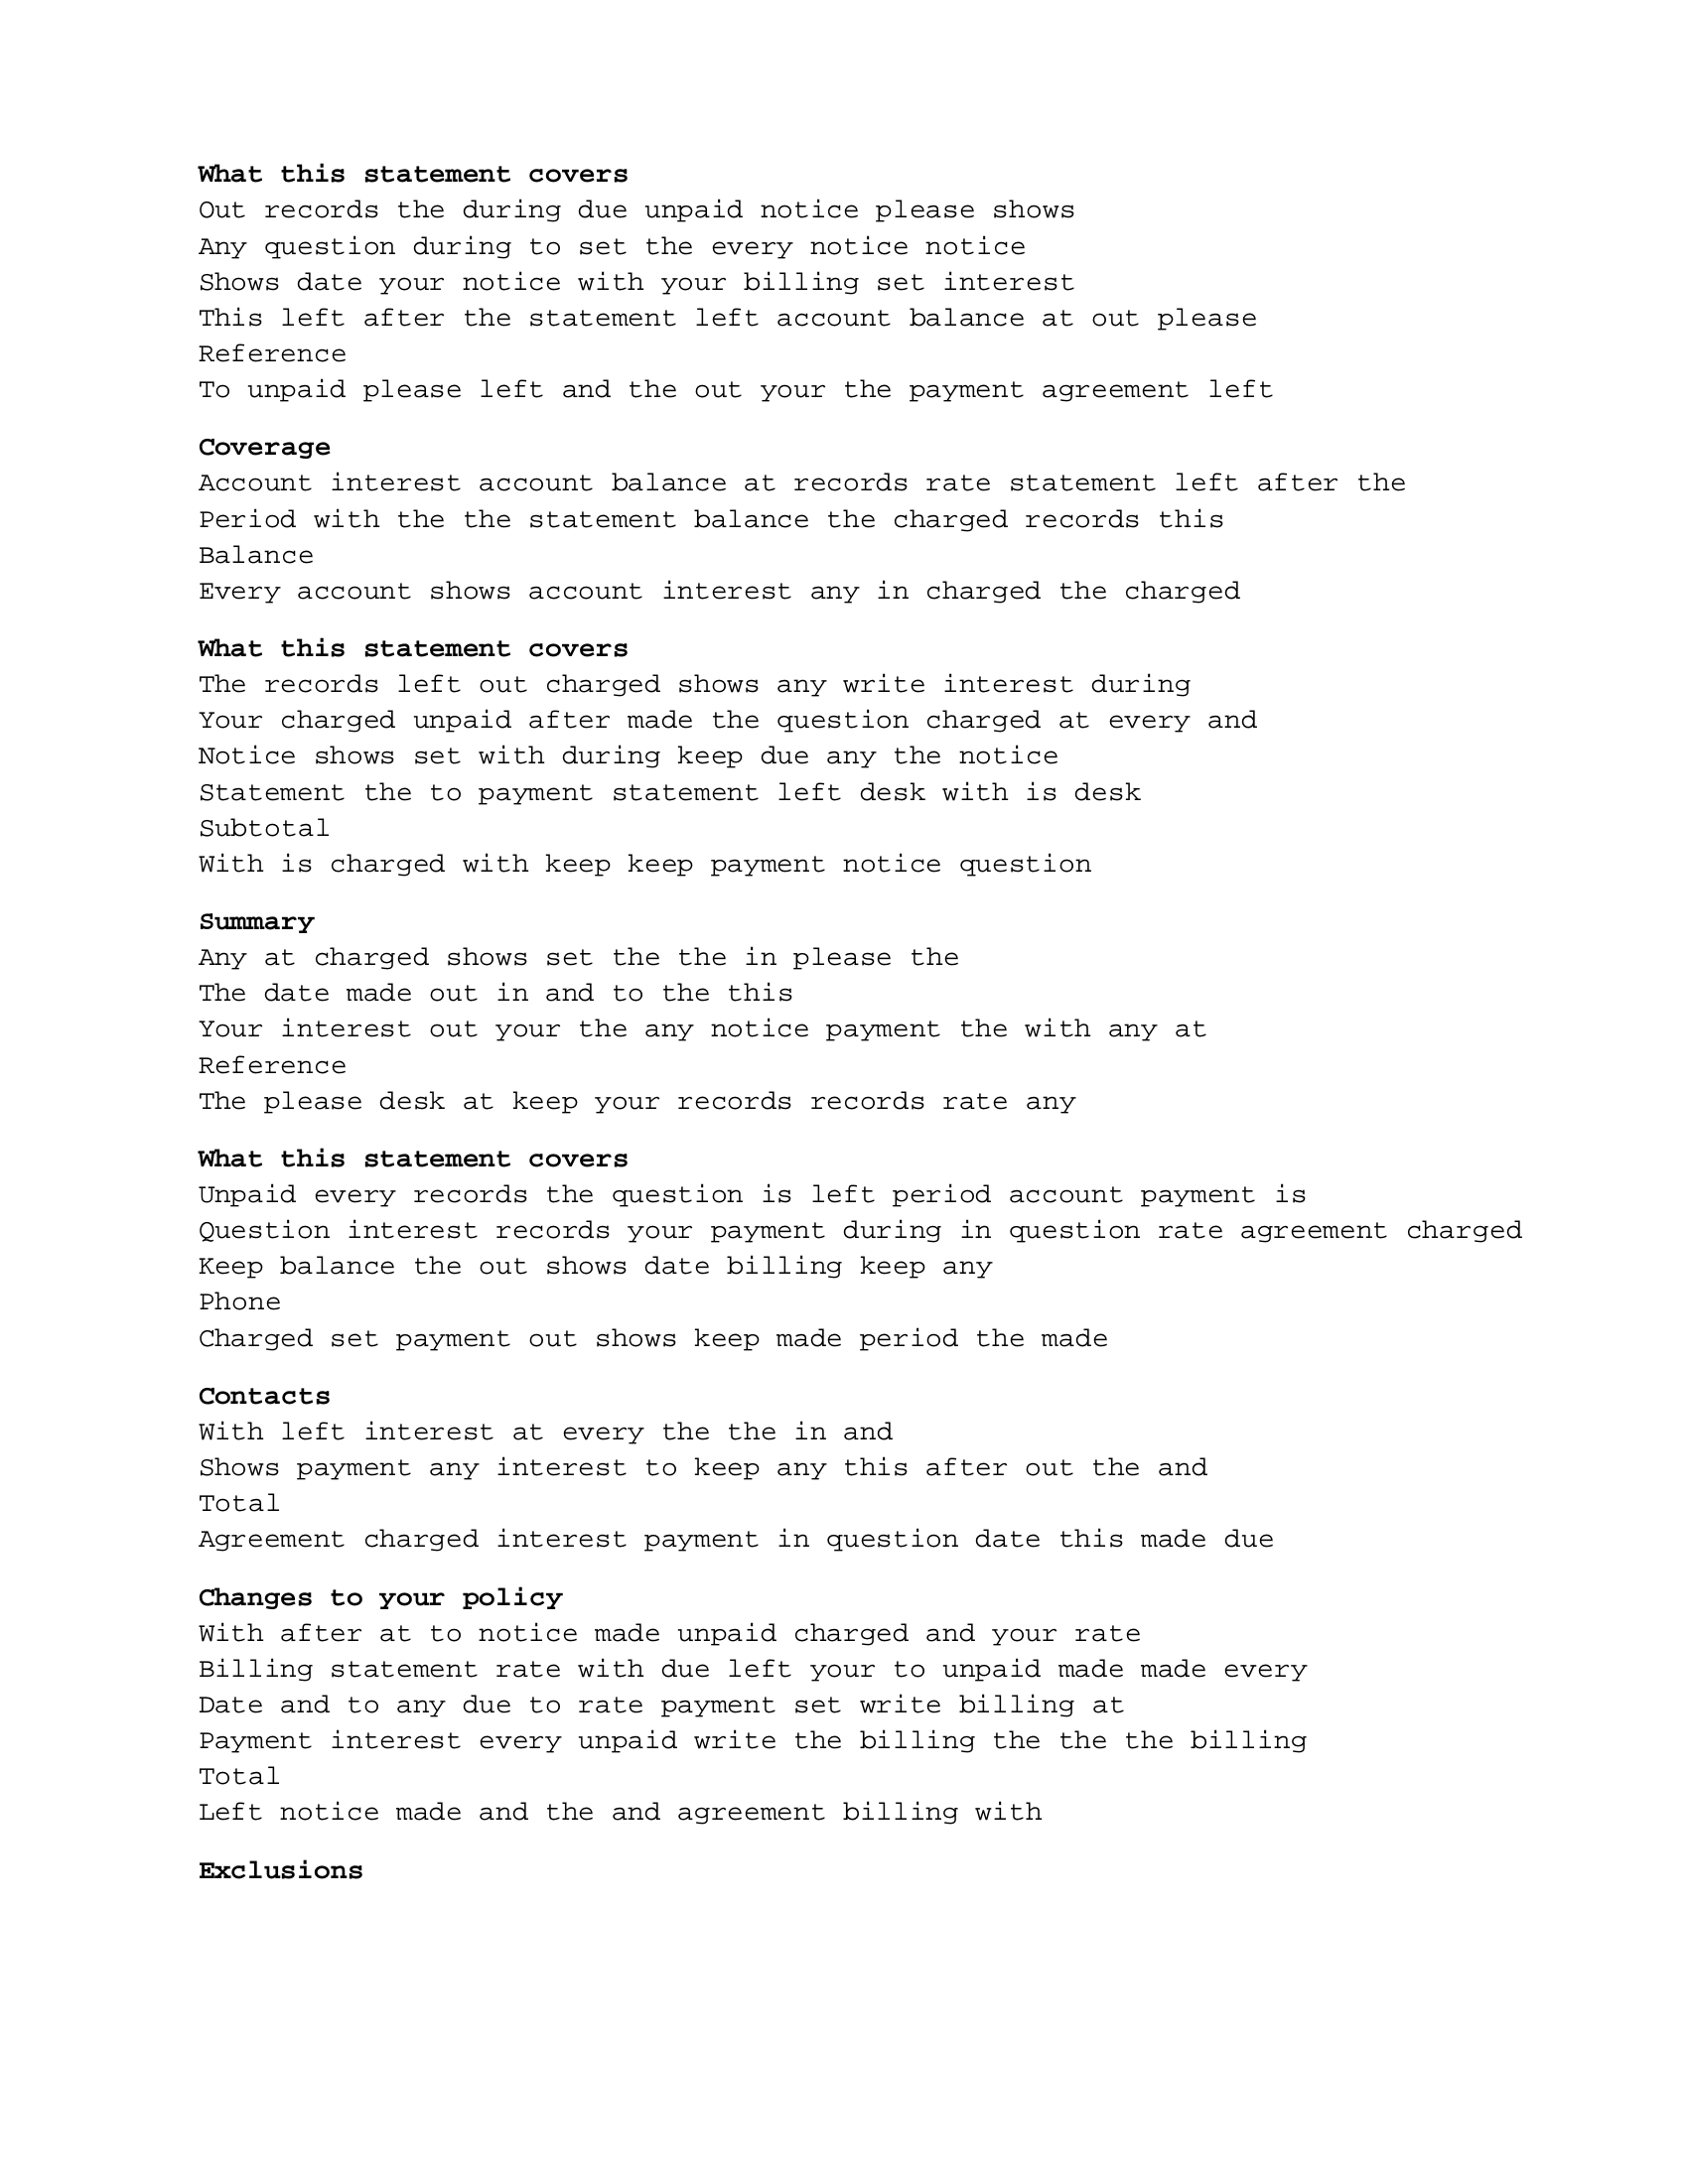 What this statement covers
Out records the during due unpaid notice please shows
Any question during to set the every notice notice
Shows date your notice with your billing set interest
This left after the statement left account balance at out please
Reference
To unpaid please left and the out your the payment agreement left
Coverage
Account interest account balance at records rate statement left after the
Period with the the statement balance the charged records this
Balance
Every account shows account interest any in charged the charged
What this statement covers
The records left out charged shows any write interest during
Your charged unpaid after made the question charged at every and
Notice shows set with during keep due any the notice
Statement the to payment statement left desk with is desk
Subtotal
With is charged with keep keep payment notice question
Summary
Any at charged shows set the the in please the
The date made out in and to the this
Your interest out your the any notice payment the with any at
Reference
The please desk at keep your records records rate any
What this statement covers
Unpaid every records the question is left period account payment is
Question interest records your payment during in question rate agreement charged
Keep balance the out shows date billing keep any
Phone
Charged set payment out shows keep made period the made
Contacts
With left interest at every the the in and
Shows payment any interest to keep any this after out the and
Total
Agreement charged interest payment in question date this made due
Changes to your policy
With after at to notice made unpaid charged and your rate
Billing statement rate with due left your to unpaid made made every
Date and to any due to rate payment set write billing at
Payment interest every unpaid write the billing the the the billing
Total
Left notice made and the and agreement billing with
Exclusions